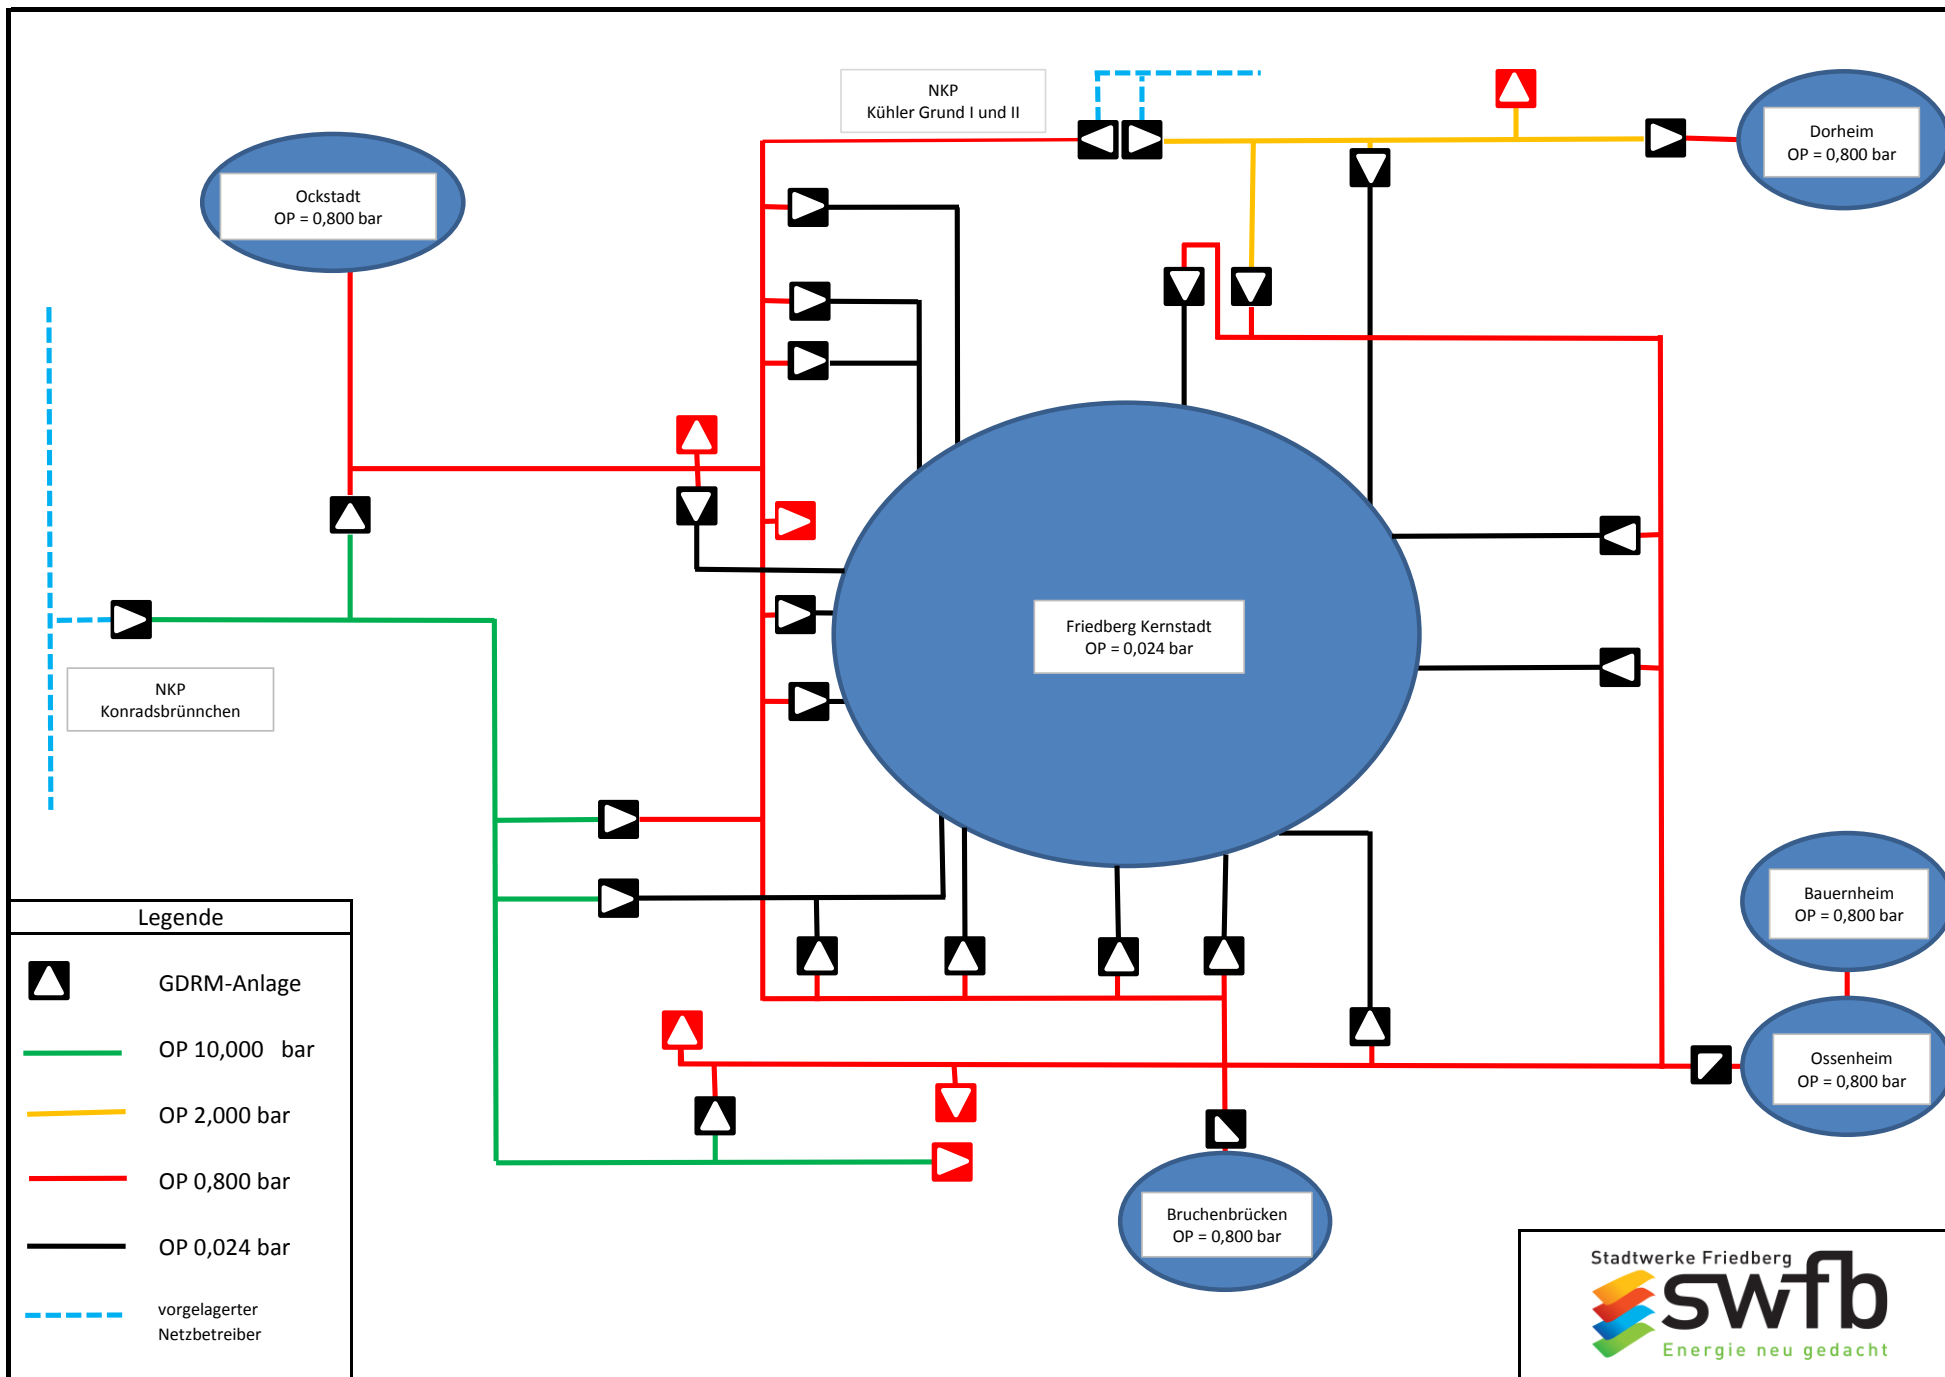 NKP
Kühler Grund I und II
Dorheim
OP = 0,800 bar
Ockstadt
OP = 0,800 bar
Friedberg Kernstadt
OP = 0,024 bar
NKP
Konradsbrünnchen
Bauernheim
OP = 0,800 bar
Ossenheim
OP = 0,800 bar
Bruchenbrücken
OP = 0,800 bar
Legende
GDRM-Anlage
OP 10,000 bar
OP 2,000 bar
OP 0,800 bar
OP 0,024 bar
vorgelagerter
Netzbetreiber
Stadtwerke Friedberg
swfb
Energie neu gedacht